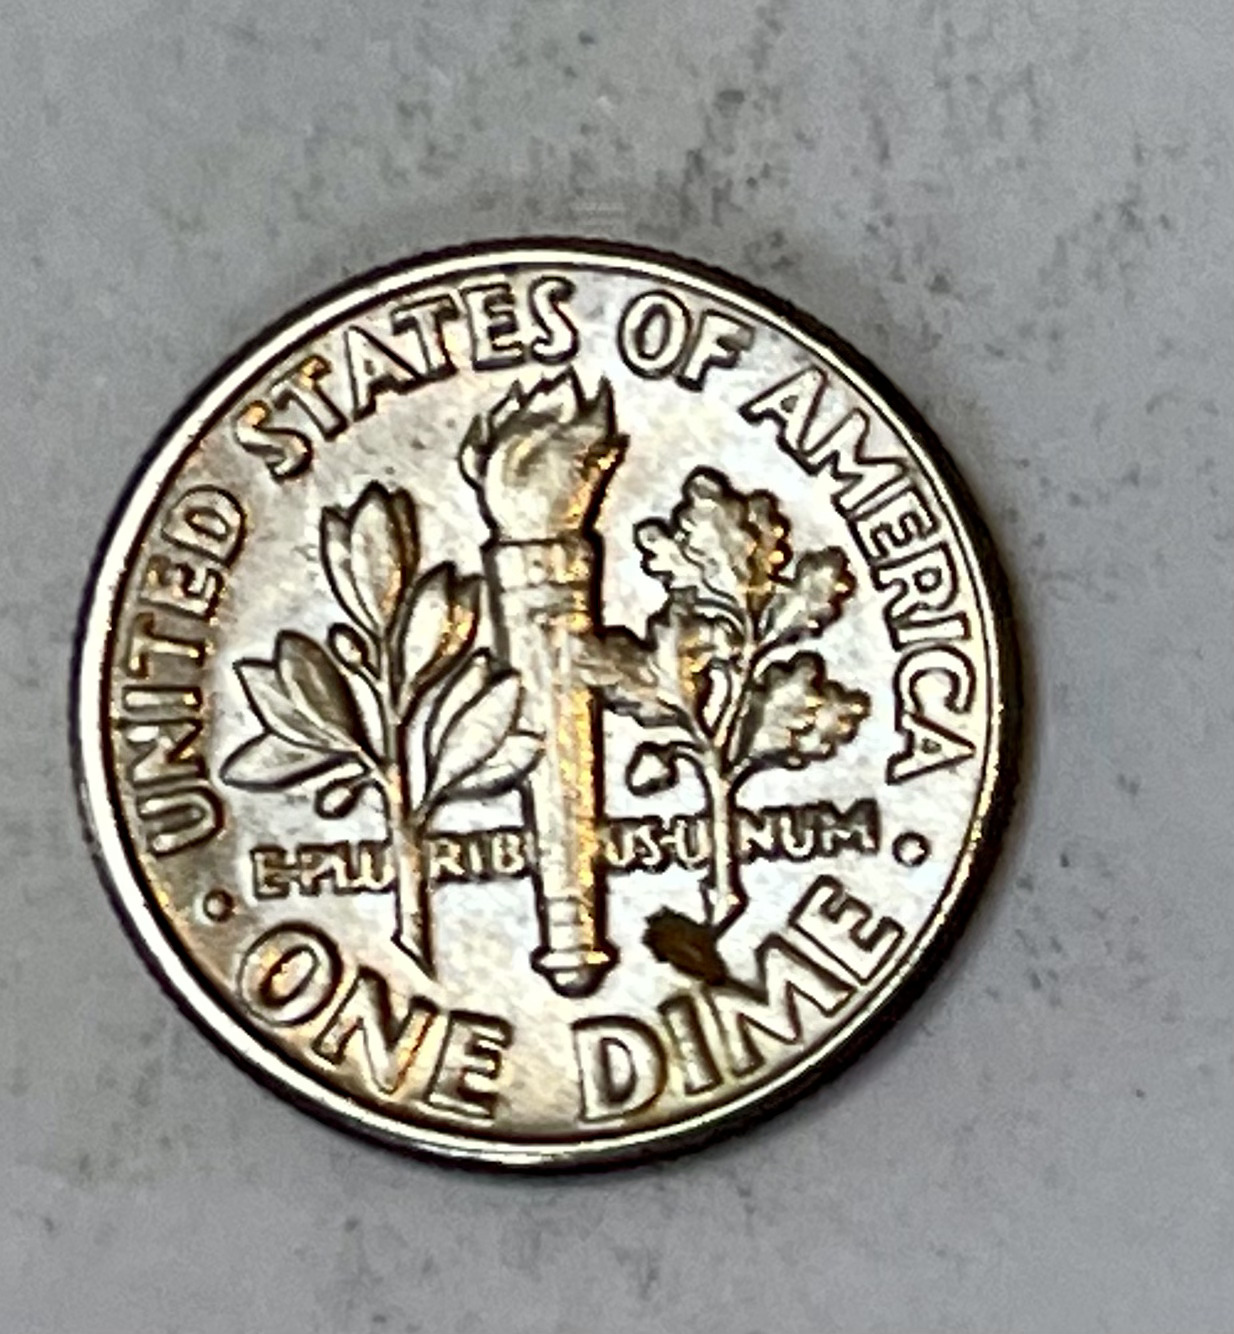 UNITED STATES OF AMERICA
E·PLURIBUS·UNUM
· ONE DIME ·